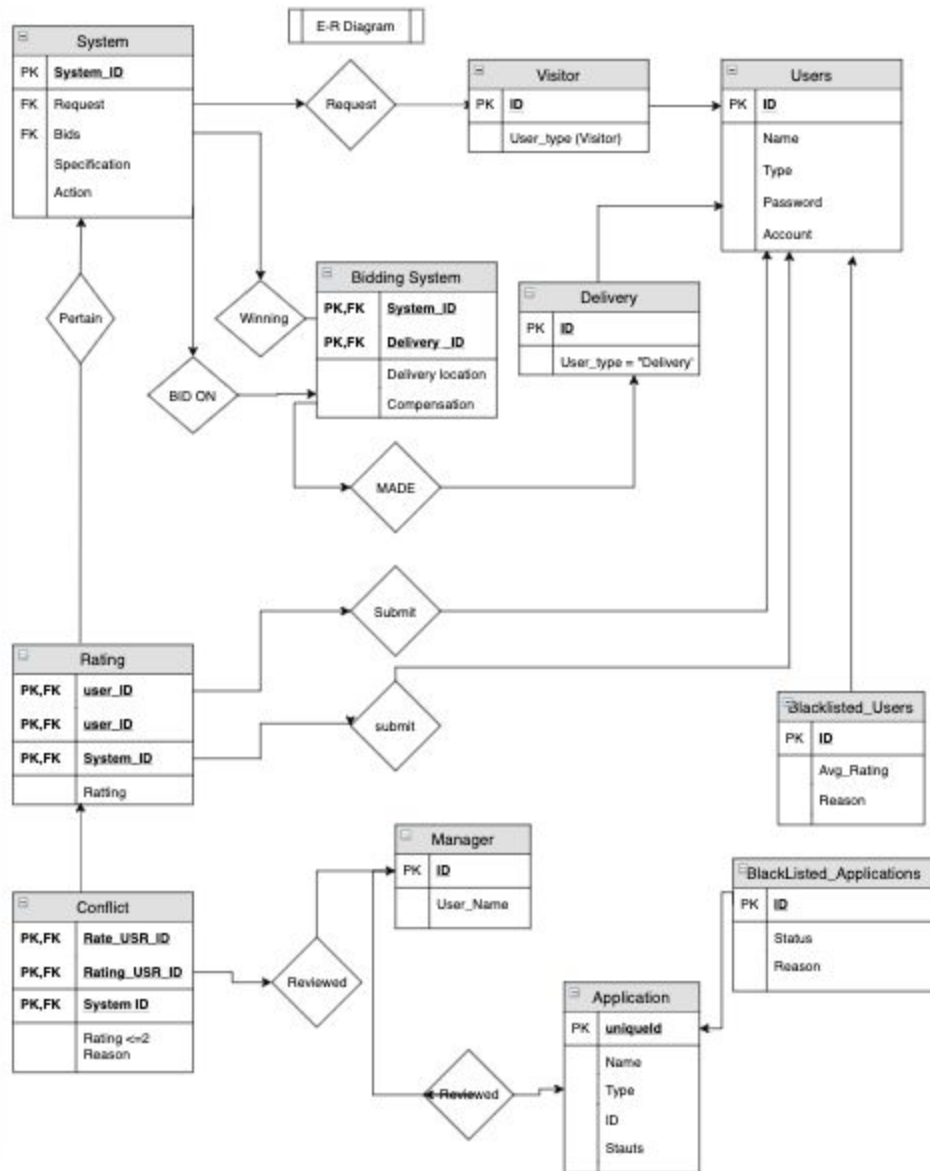 E-R Diagram
System
PK System_ID
FK Request
FK Bids
Specification
Action
Request
Visitor
PK ID
User_type (Visitor)
Users
PK ID
Name
Type
Password
Account
Pertain
Winning
Bidding System
PK,FK System_ID
PK,FK Delivery _ID
Delivery location
Compensation
Delivery
PK ID
User_type = "Delivery'
BID ON
MADE
Submit
Rating
PK,FK user_ID
PK,FK user_ID
PK,FK System_ID
Ratting
submit
Blacklisted_Users
PK ID
Avg_Rating
Reason
Manager
PK ID
User_Name
BlackListed_Applications
PK ID
Status
Reason
Conflict
PK,FK Rate_USR_ID
PK,FK Rating_USR_ID
PK,FK System ID
Rating <=2
Reason
Reviewed
Application
PK uniqueId
Name
Type
ID
Stauts
Reviewed